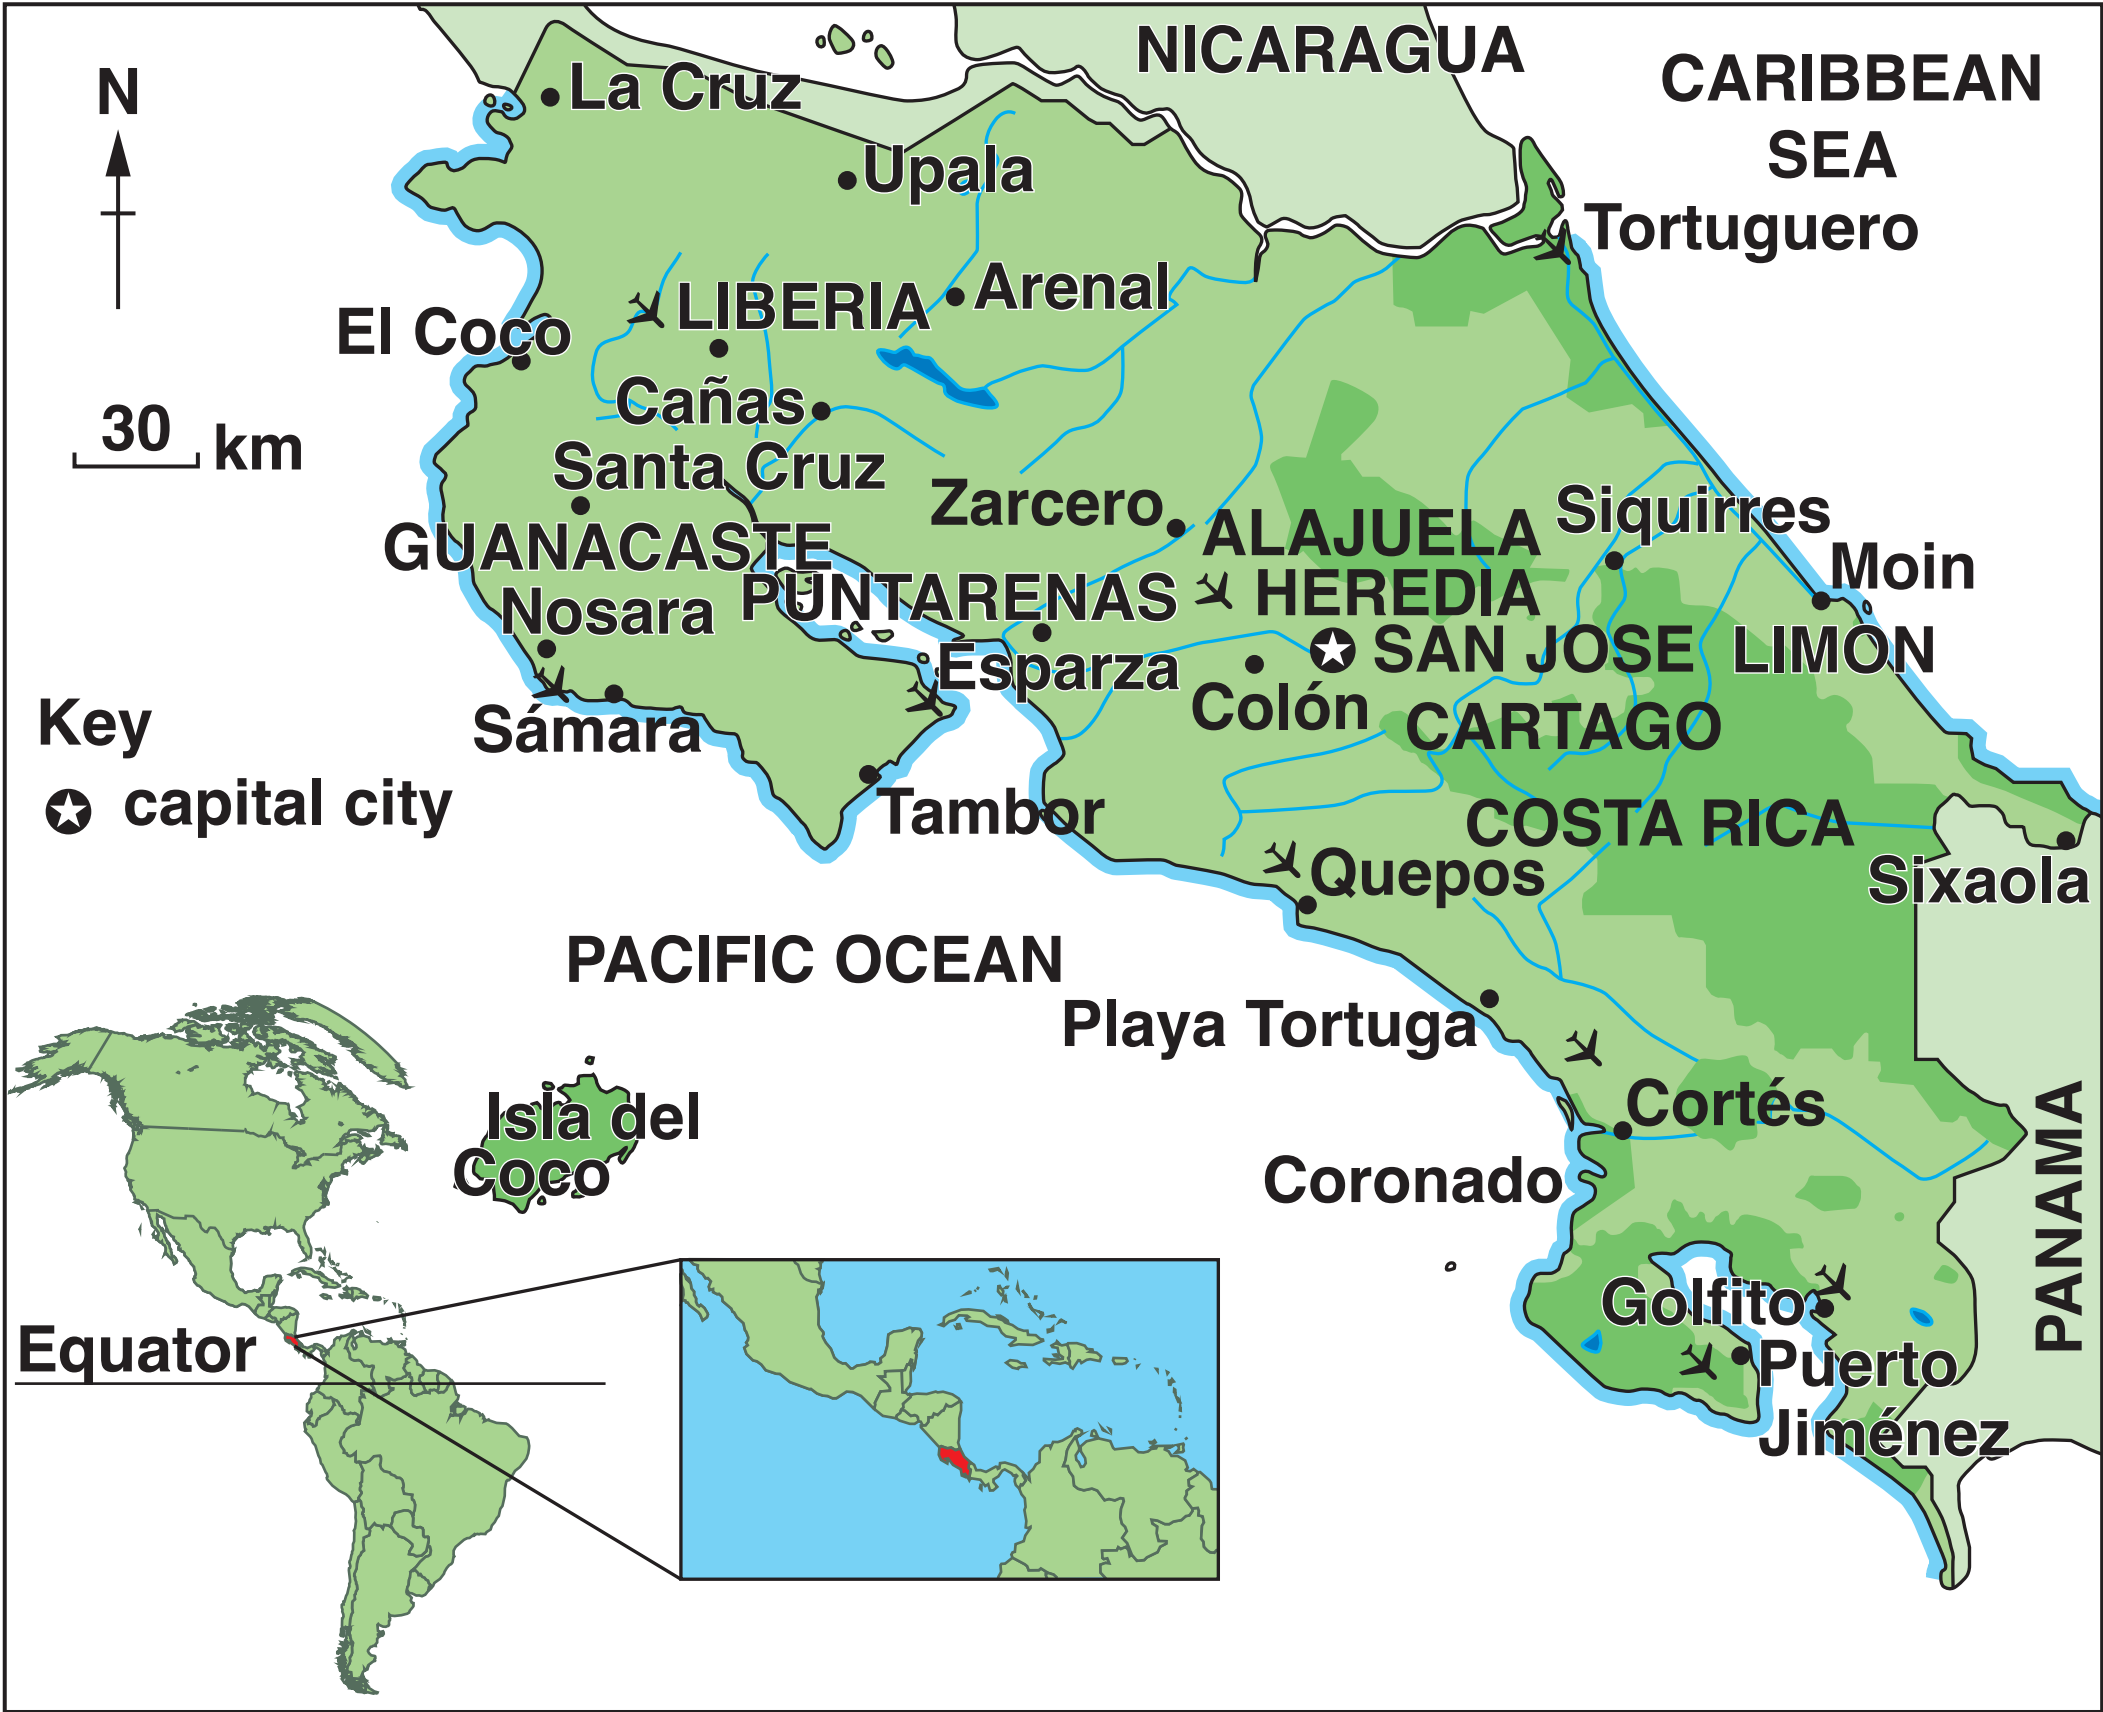 NICARAGUA
CARIBBEAN
SEA
N
La Cruz
Upala
Tortuguero
Arenal
LIBERIA
El Coco
Cañas
30 km
Santa Cruz
Zarcero
Siquirres
GUANACASTE
ALAJUELA
Moin
Nosara
PUNTARENAS
HEREDIA
Esparza
SAN JOSE
LIMON
Colón
Sámara
CARTAGO
Key
capital city
Tambor
COSTA RICA
Quepos
Sixaola
PACIFIC OCEAN
Playa Tortuga
Isla del
Coco
Cortés
Coronado
PANAMA
Golfito
Equator
Puerto
Jiménez